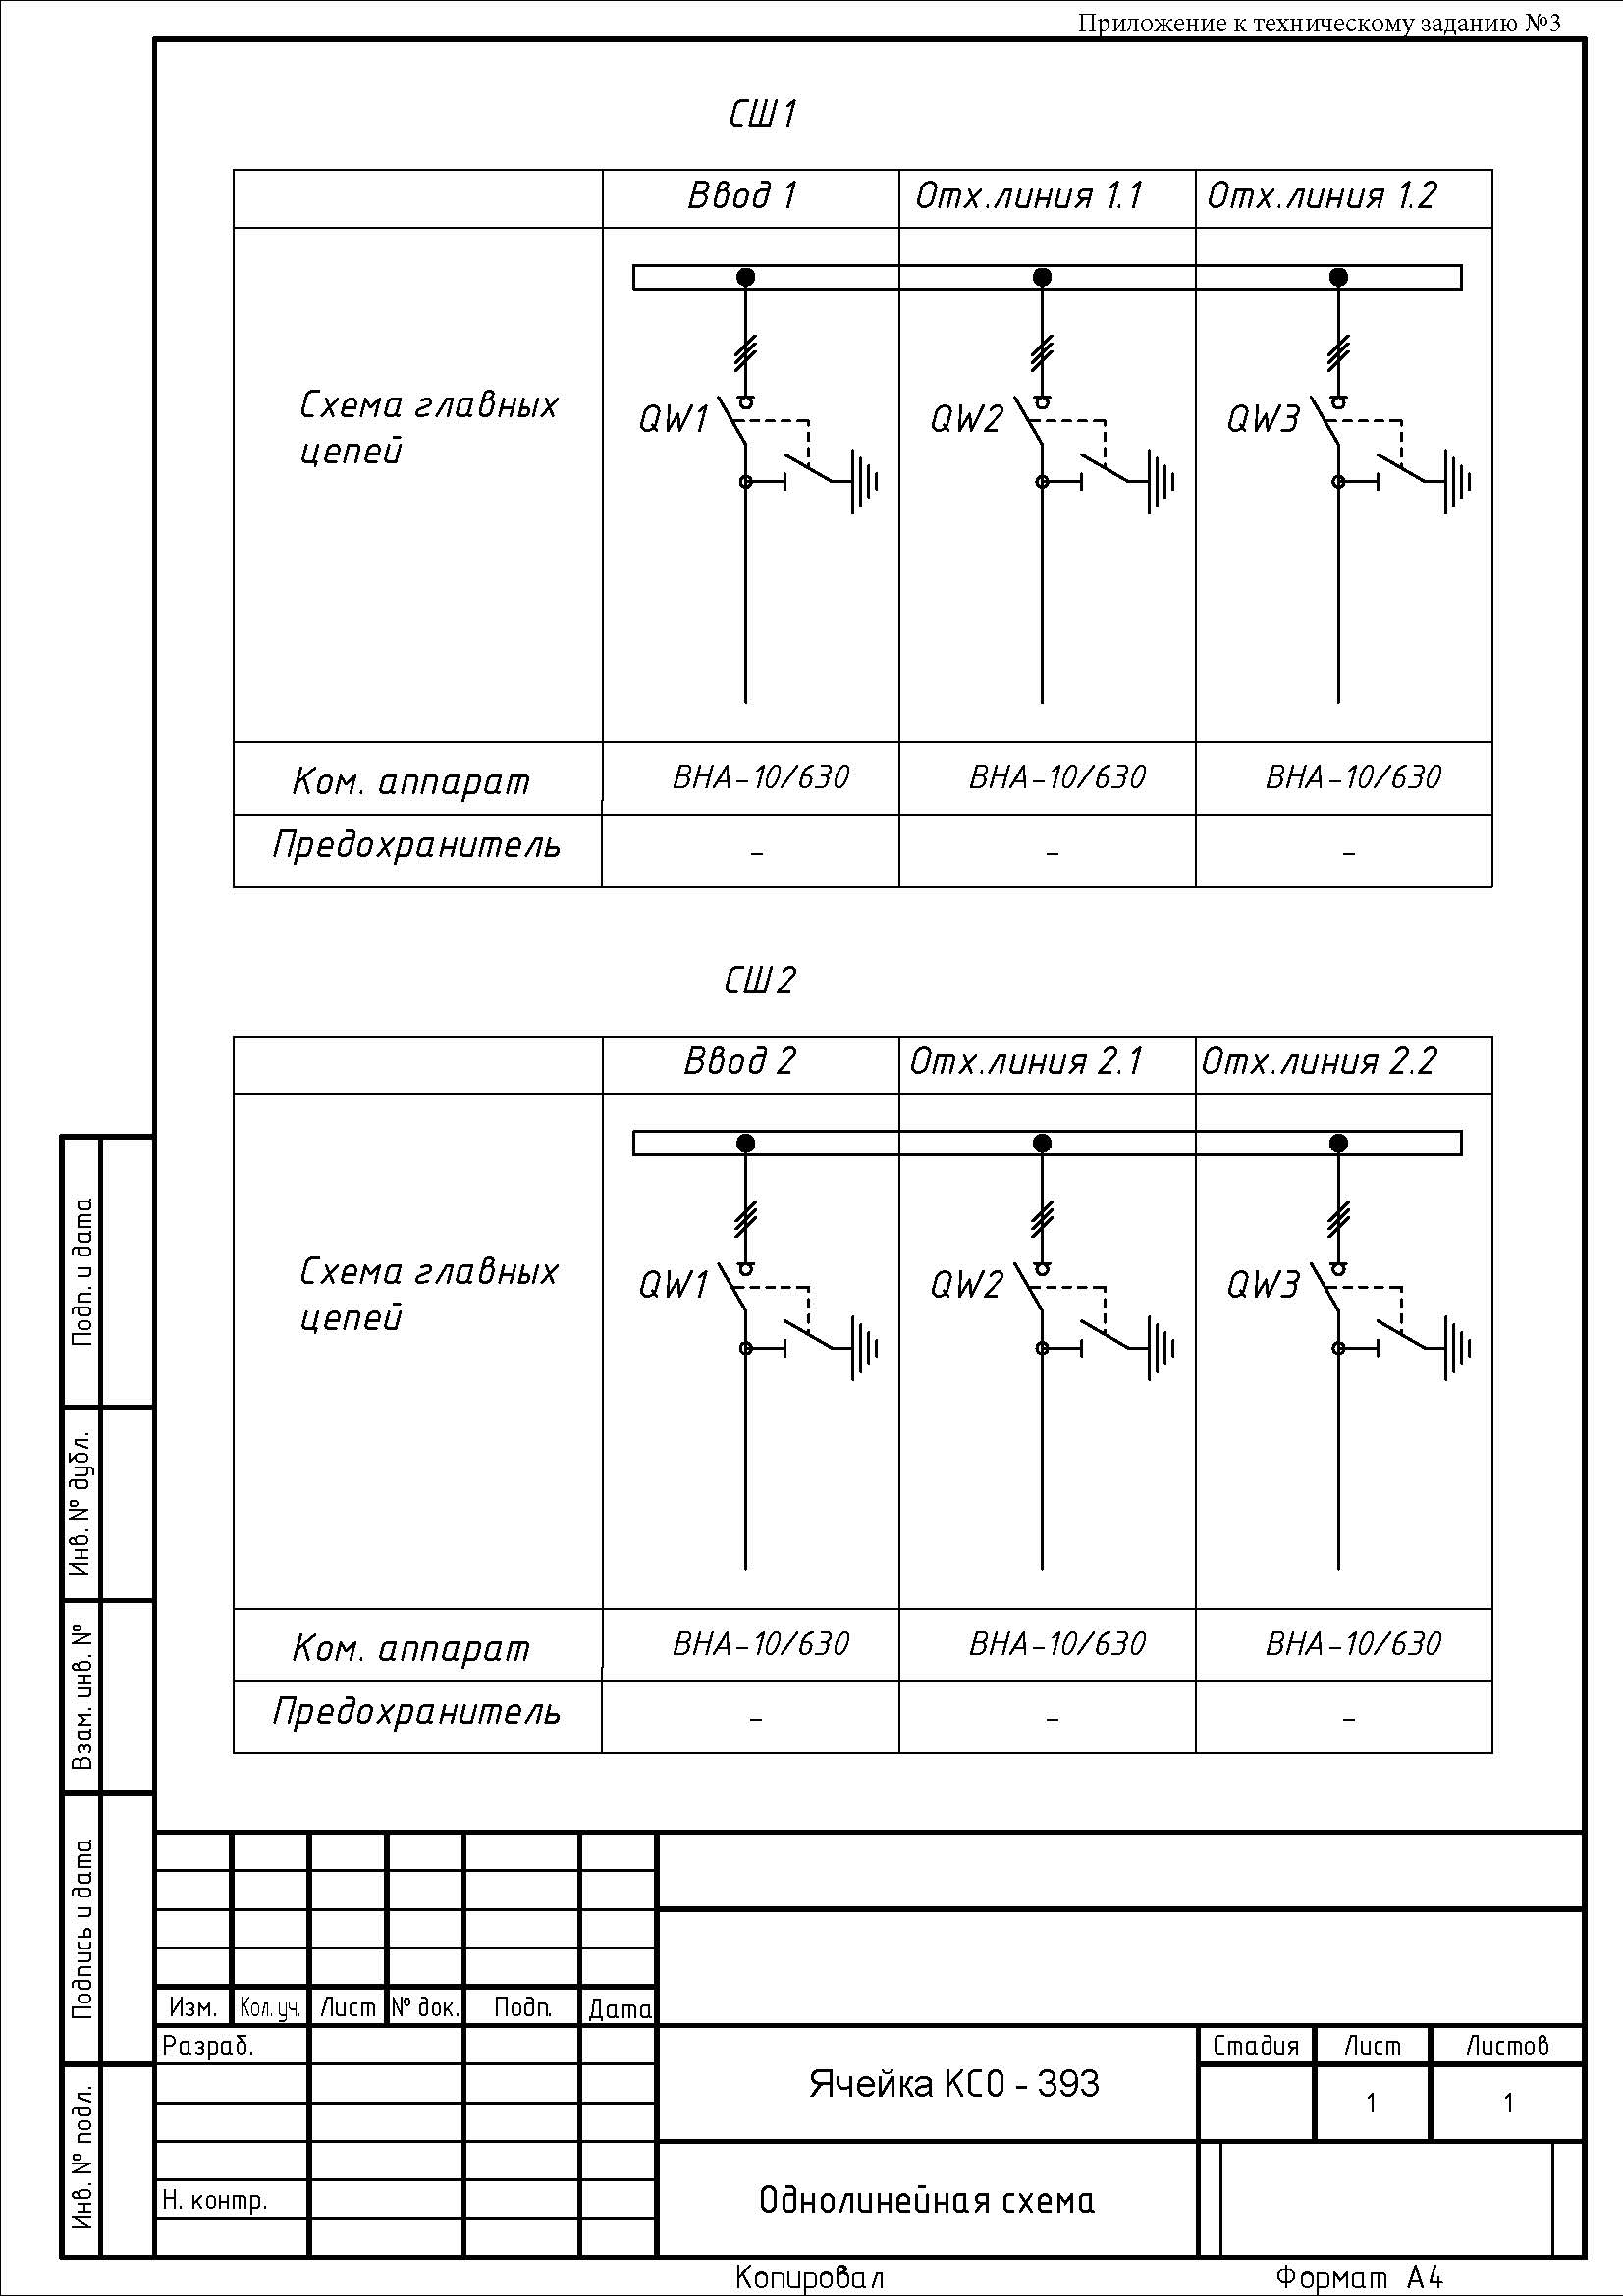 Приложение к техническому заданию №3
СШ1
Ввод 1 Отх.линия 1.1 Отх.линия 1.2
Схема главных
цепей
QW1 QW2 QW3
Ком. аппарат ВНА-10/630 ВНА-10/630 ВНА-10/630
Предохранитель - - -
СШ2
Ввод 2 Отх.линия 2.1 Отх.линия 2.2
Схема главных
цепей
QW1 QW2 QW3
Ком. аппарат ВНА-10/630 ВНА-10/630 ВНА-10/630
Предохранитель - - -
Подп. и дата
Инв. № дубл.
Взам. инв. №
Подпись и дата
Инв. № подл.
Изм. Кол.уч. Лист № док. Подп. Дата
Разраб.
Н. контр.
Ячейка КСО - 393
Стадия Лист Листов
1 1
Однолинейная схема
Копировал Формат А4